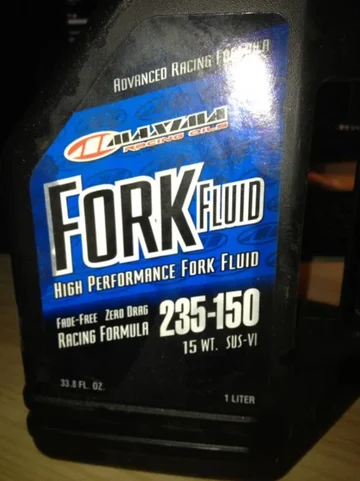 ADVANCED RACING FORMULA
MAXIMA
RACING OILS
FORK FLUID
HIGH PERFORMANCE FORK FLUID
FADE-FREE ZERO DRAG
RACING FORMULA
235-150
15 WT. SUS-VI
33.8 FL. OZ.
1 LITER